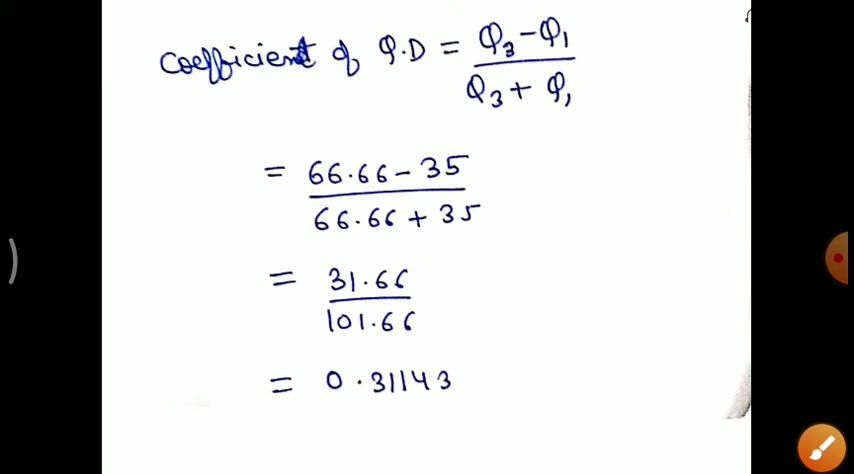 Coefficient of Q.D = Q₃-Q₁ / Q₃+Q₁
= 66.66-35 / 66.66+35
= 31.66 / 101.66
= 0.31143